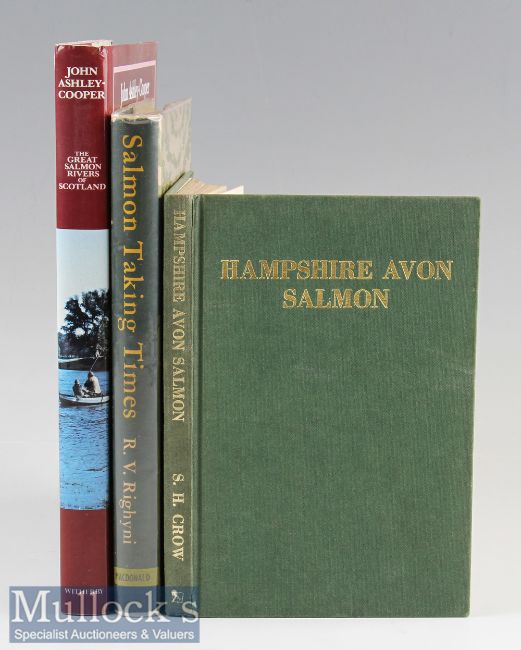 JOHN
ASHLEY-
COOPER
THE
GREAT
SALMON
RIVERS
OF
SCOTLAND
WITHERBY
John Ashley-Cooper
Salmon Taking Times
R. V. Righyni
MACDONALD
HAMPSHIRE AVON SALMON
S. H. CROW
HAMPSHIRE AVON
SALMON
Mullock's
Specialist Auctioneers & Valuers